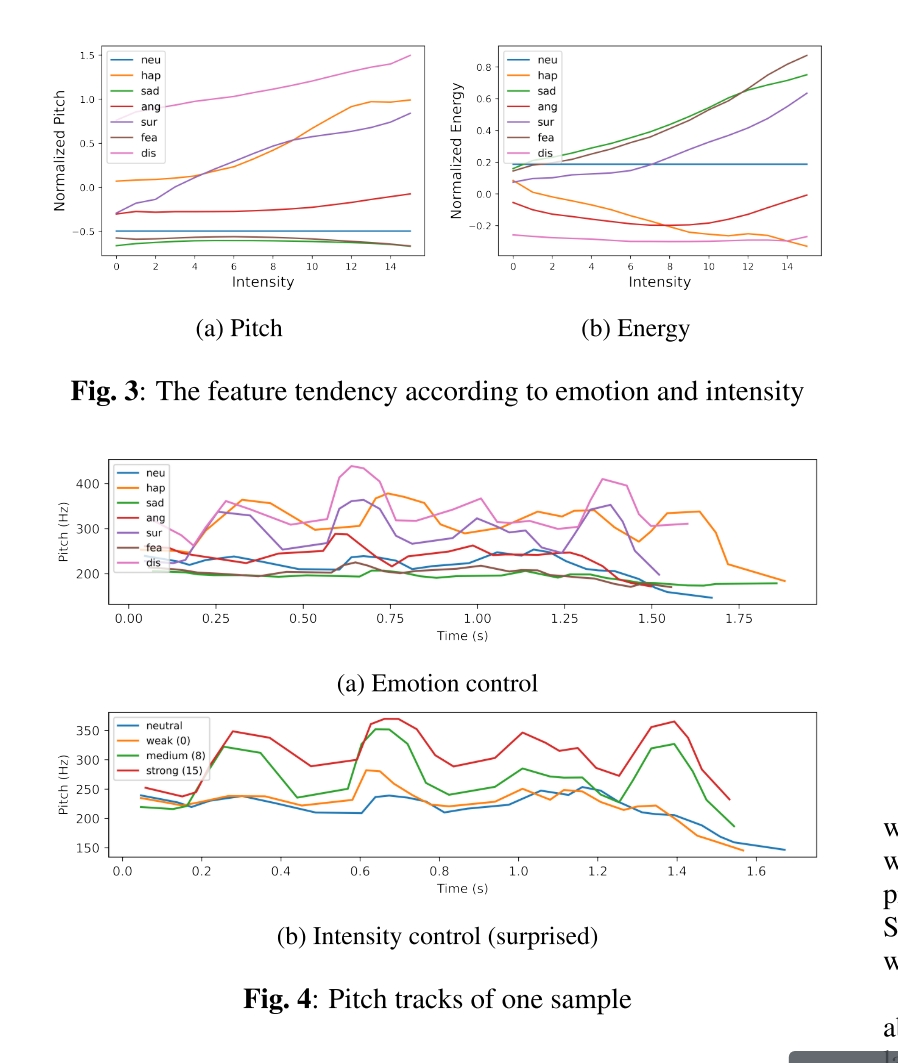 1.5
1.0
0.5
0.0
−0.5
Normalized Pitch
neu
hap
sad
ang
sur
fea
dis
0 2 4 6 8 10 12 14
Intensity
(a) Pitch
0.8
0.6
0.4
0.2
0.0
−0.2
Normalized Energy
neu
hap
sad
ang
sur
fea
dis
0 2 4 6 8 10 12 14
Intensity
(b) Energy
Fig. 3: The feature tendency according to emotion and intensity
400
300
200
Pitch (Hz)
neu
hap
sad
ang
sur
fea
dis
0.00 0.25 0.50 0.75 1.00 1.25 1.50 1.75
Time (s)
(a) Emotion control
350
300
250
200
150
Pitch (Hz)
neutral
weak (0)
medium (8)
strong (15)
0.0 0.2 0.4 0.6 0.8 1.0 1.2 1.4 1.6
Time (s)
(b) Intensity control (surprised)
Fig. 4: Pitch tracks of one sample